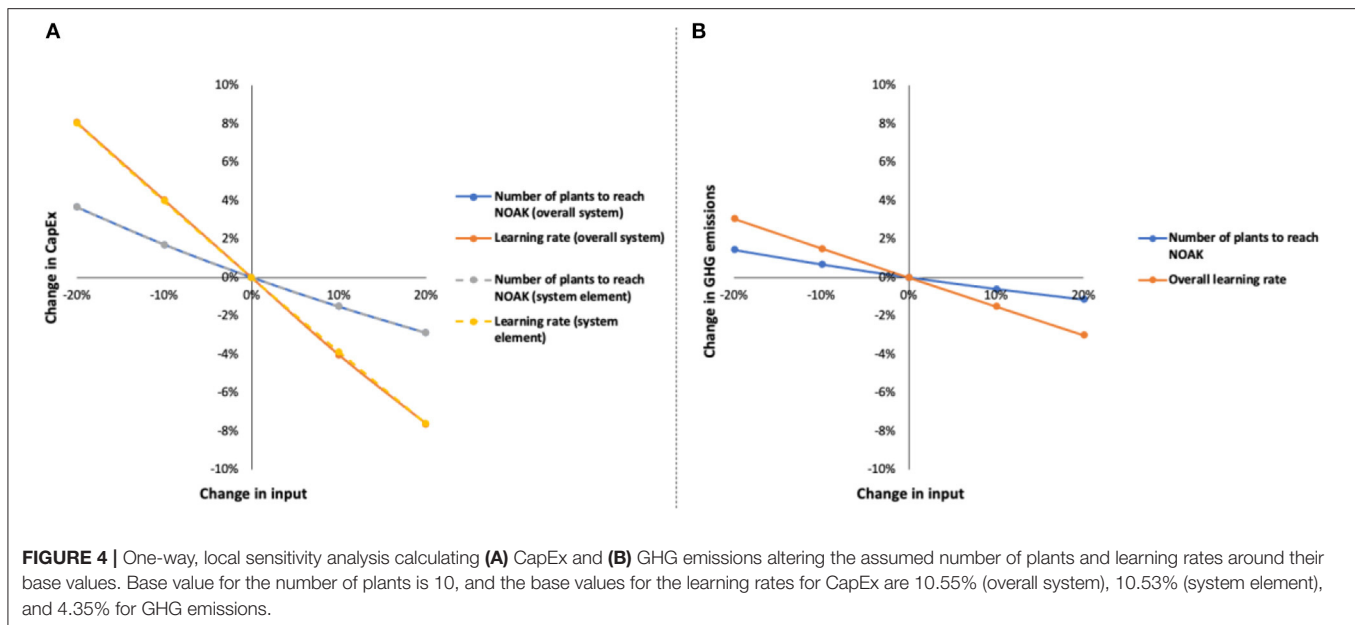 A
B
10%
8%
6%
4%
2%
0%
-2%
-4%
-6%
-8%
-10%
-20%
-10%
0%
10%
20%
Change in CapEx
Change in input
Number of plants to reach
NOAK (overall system)
Learning rate (overall system)
Number of plants to reach
NOAK (system element)
Learning rate (system
element)
10%
8%
6%
4%
2%
0%
-2%
-4%
-6%
-8%
-10%
-20%
-10%
0%
10%
20%
Change in GHG emissions
Change in input
Number of plants to reach
NOAK
Overall learning rate
FIGURE 4 | One-way, local sensitivity analysis calculating (A) CapEx and (B) GHG emissions altering the assumed number of plants and learning rates around their
base values. Base value for the number of plants is 10, and the base values for the learning rates for CapEx are 10.55% (overall system), 10.53% (system element),
and 4.35% for GHG emissions.